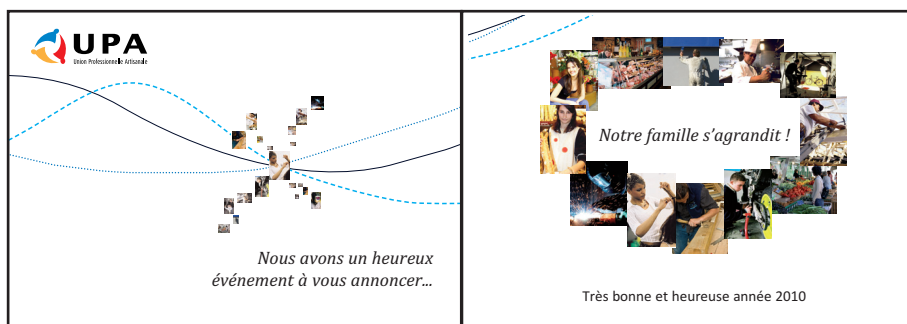 UPA
Union Professionnelle Artisanale
Nous avons un heureux
événement à vous annoncer...
Notre famille s'agrandit !
Très bonne et heureuse année 2010